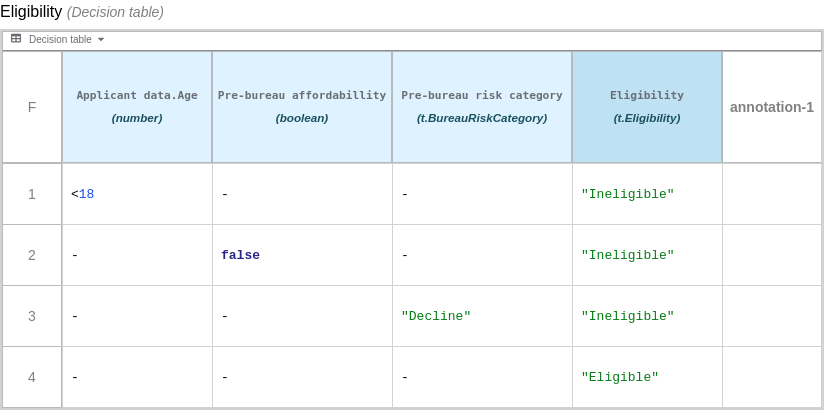 Eligibility (Decision table)
Decision table
F Applicant data.Age (number) Pre-bureau affordabillity (boolean) Pre-bureau risk category (t.BureauRiskCategory) Eligibility (t.Eligibility) annotation-1
1 <18 - - "Ineligible"
2 - false - "Ineligible"
3 - - "Decline" "Ineligible"
4 - - - "Eligible"